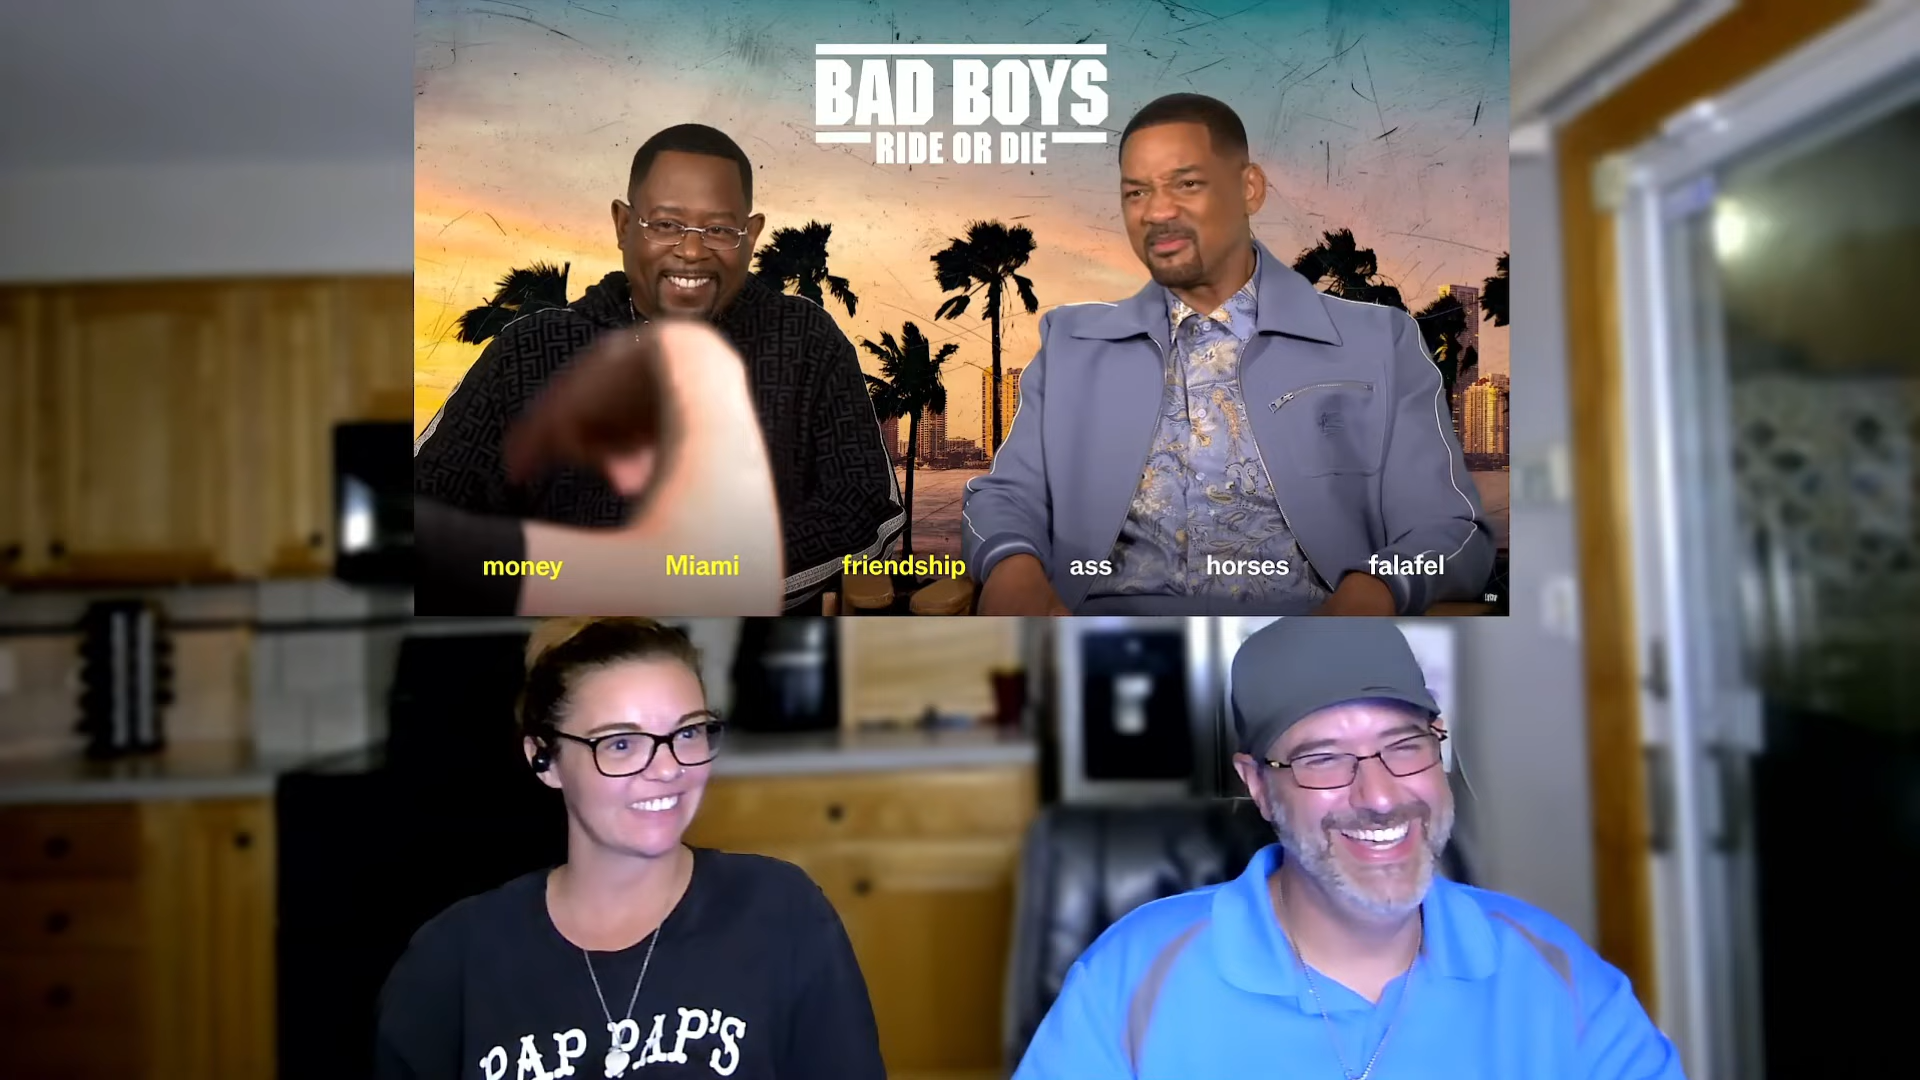 BAD BOYS
RIDE OR DIE
money Miami friendship ass horses falafel
PAP PAP'S